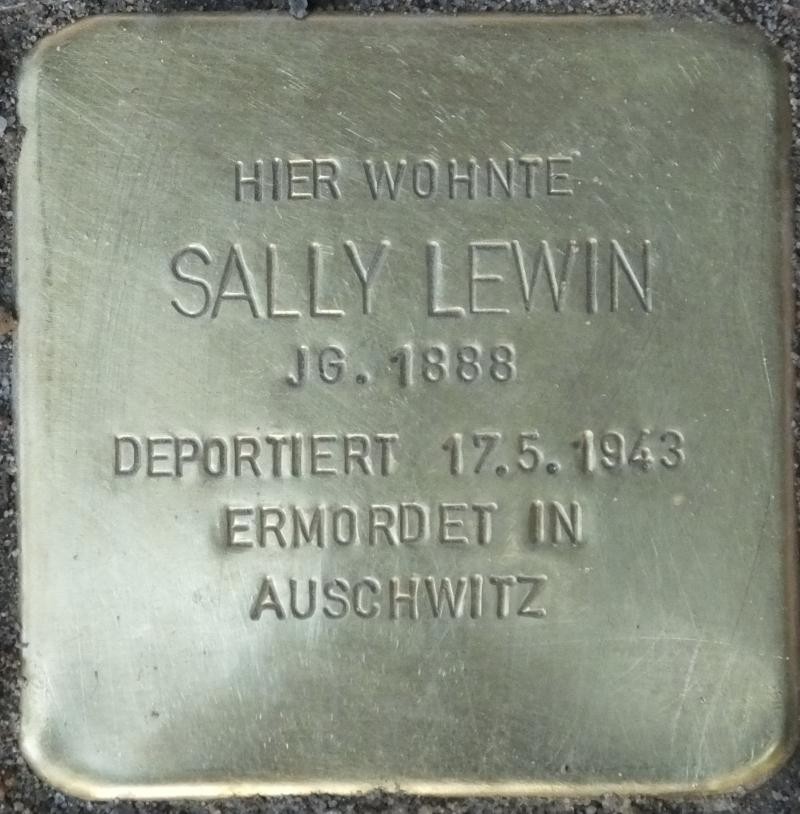 HIER WOHNTE
SALLY LEWIN
JG. 1888
DEPORTIERT 17.5.1943
ERMORDET IN
AUSCHWITZ